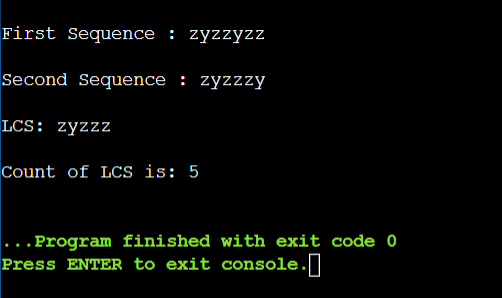 First Sequence : zyzzyzz
Second Sequence : zyzzzy
LCS: zyzzz
Count of LCS is: 5
...Program finished with exit code 0
Press ENTER to exit console.